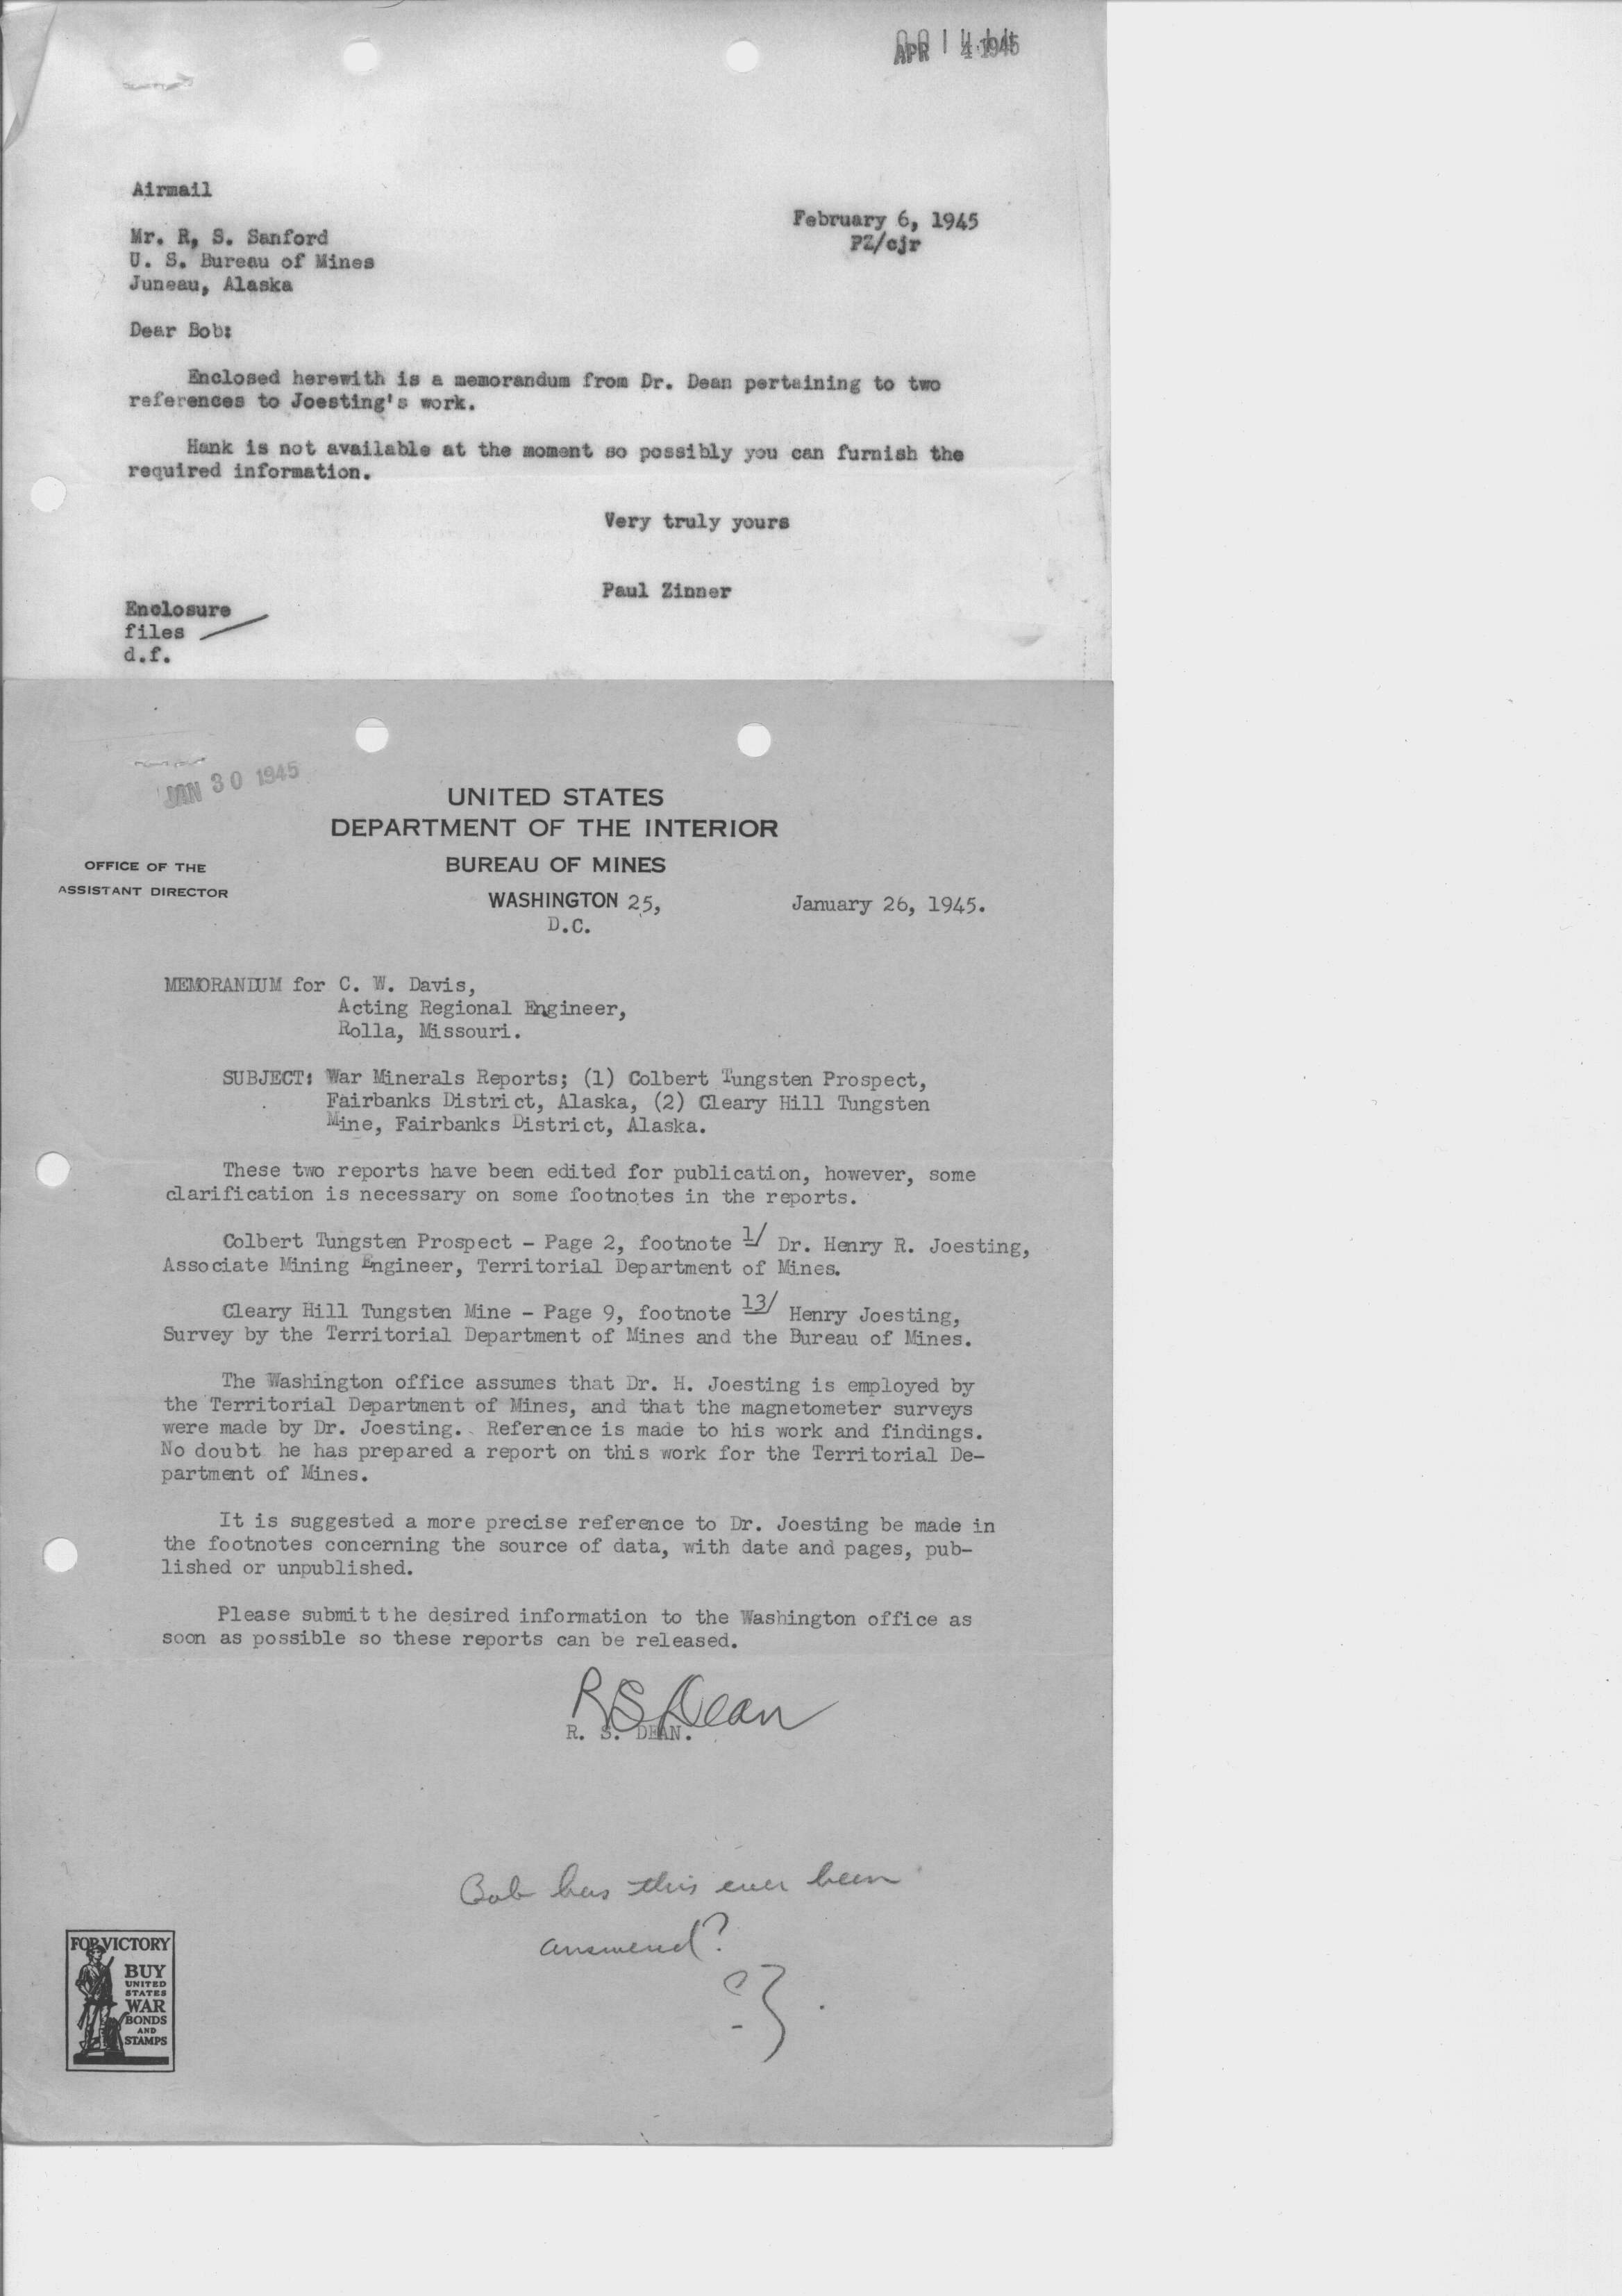 APR 4 1945
Airmail
February 6, 1945
PZ/cjr
Mr. R, S. Sanford
U. S. Bureau of Mines
Juneau, Alaska
Dear Bob:
Enclosed herewith is a memorandum from Dr. Dean pertaining to two
references to Joesting's work.
Hank is not available at the moment so possibly you can furnish the
required information.
Very truly yours
Paul Zinner
Enclosure
files
d.f.
JAN 30 1945
UNITED STATES
DEPARTMENT OF THE INTERIOR
BUREAU OF MINES
WASHINGTON 25,
D.C.
OFFICE OF THE
ASSISTANT DIRECTOR
January 26, 1945.
MEMORANDUM for C. W. Davis,
Acting Regional Engineer,
Rolla, Missouri.
SUBJECT: War Minerals Reports; (1) Colbert Tungsten Prospect,
Fairbanks District, Alaska, (2) Cleary Hill Tungsten
Mine, Fairbanks District, Alaska.
These two reports have been edited for publication, however, some
clarification is necessary on some footnotes in the reports.
Colbert Tungsten Prospect - Page 2, footnote 1/ Dr. Henry R. Joesting,
Associate Mining Engineer, Territorial Department of Mines.
Cleary Hill Tungsten Mine - Page 9, footnote 13/ Henry Joesting,
Survey by the Territorial Department of Mines and the Bureau of Mines.
The Washington office assumes that Dr. H. Joesting is employed by
the Territorial Department of Mines, and that the magnetometer surveys
were made by Dr. Joesting. Reference is made to his work and findings.
No doubt he has prepared a report on this work for the Territorial De-
partment of Mines.
It is suggested a more precise reference to Dr. Joesting be made in
the footnotes concerning the source of data, with date and pages, pub-
lished or unpublished.
Please submit the desired information to the Washington office as
soon as possible so these reports can be released.
RS Dean
R. S. DEAN.
Bob has this ever been
answered?
FOR VICTORY
BUY
UNITED
STATES
WAR
BONDS
AND
STAMPS